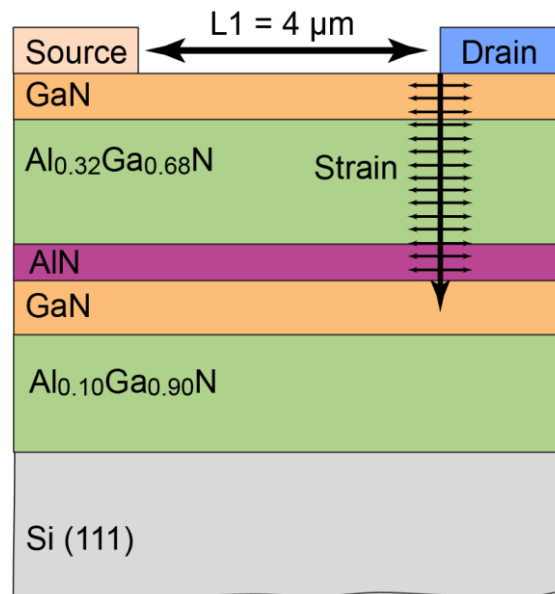 L1 = 4 µm
Source
Drain
GaN
Al0.32Ga0.68N
Strain
AlN
GaN
Al0.10Ga0.90N
Si (111)